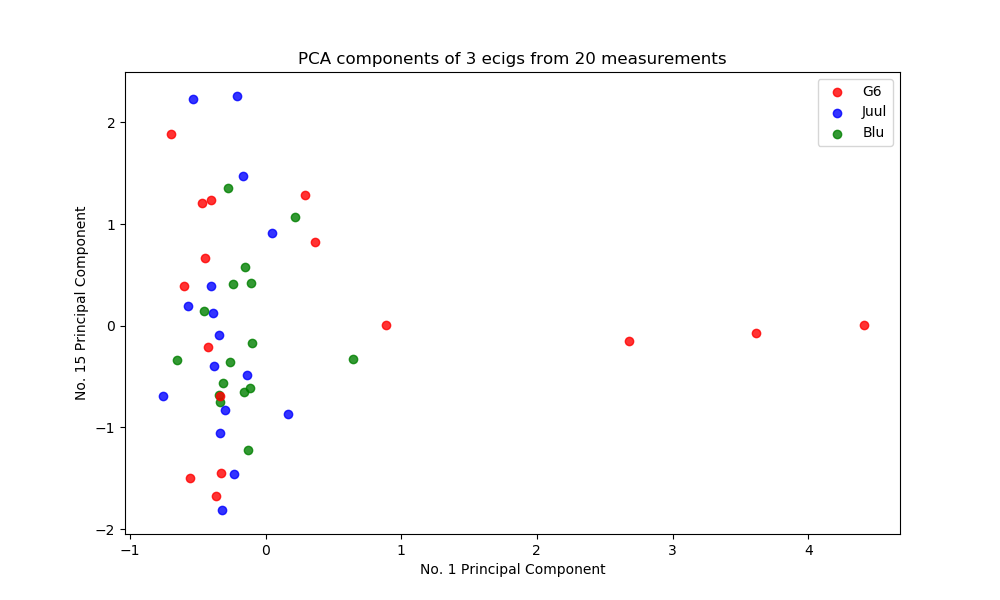 PCA components of 3 ecigs from 20 measurements
G6
Juul
Blu
2
1
0
−1
−2
No. 15 Principal Component
−1
0
1
2
3
4
No. 1 Principal Component